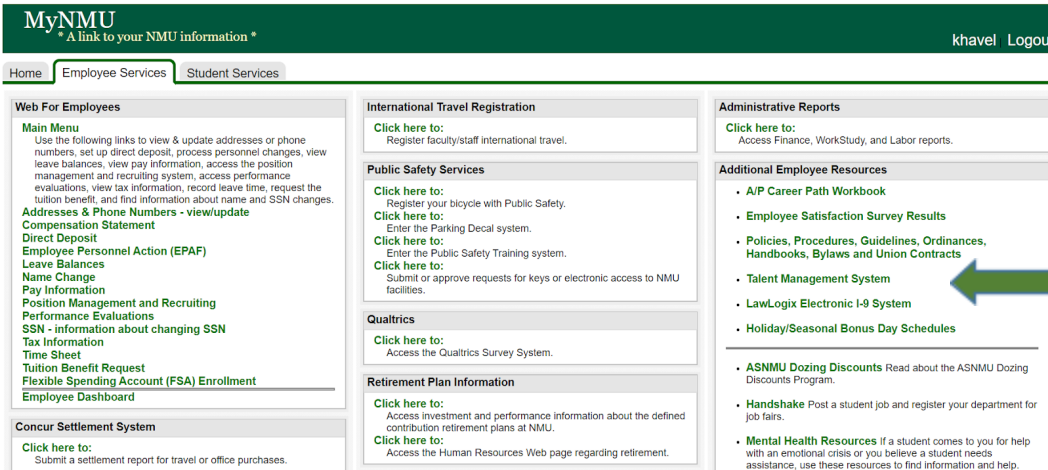 MyNMU
* A link to your NMU information *
khavel Logou
Home Employee Services Student Services
Web For Employees
Main Menu
Use the following links to view & update addresses or phone
numbers, set up direct deposit, process personnel changes, view
leave balances, view pay information, access the position
management and recruiting system, access performance
evaluations, view tax information, record leave time, request the
tuition benefit, and find information about name and SSN changes.
Addresses & Phone Numbers - view/update
Compensation Statement
Direct Deposit
Employee Personnel Action (EPAF)
Leave Balances
Name Change
Pay Information
Position Management and Recruiting
Performance Evaluations
SSN - information about changing SSN
Tax Information
Time Sheet
Tuition Benefit Request
Flexible Spending Account (FSA) Enrollment
Employee Dashboard
Concur Settlement System
Click here to:
Submit a settlement report for travel or office purchases.
International Travel Registration
Click here to:
Register faculty/staff international travel.
Public Safety Services
Click here to:
Register your bicycle with Public Safety.
Click here to:
Enter the Parking Decal system.
Click here to:
Enter the Public Safety Training system.
Click here to:
Submit or approve requests for keys or electronic access to NMU
facilities.
Qualtrics
Click here to:
Access the Qualtrics Survey System.
Retirement Plan Information
Click here to:
Access investment and performance information about the defined
contribution retirement plans at NMU.
Click here to:
Access the Human Resources Web page regarding retirement.
Administrative Reports
Click here to:
Access Finance, WorkStudy, and Labor reports.
Additional Employee Resources
• A/P Career Path Workbook
• Employee Satisfaction Survey Results
• Policies, Procedures, Guidelines, Ordinances,
Handbooks, Bylaws and Union Contracts
• Talent Management System
• LawLogix Electronic I-9 System
• Holiday/Seasonal Bonus Day Schedules
• ASNMU Dozing Discounts Read about the ASNMU Dozing
Discounts Program.
• Handshake Post a student job and register your department for
job fairs.
• Mental Health Resources If a student comes to you for help
with an emotional crisis or you believe a student needs
assistance, use these resources to find information and help.